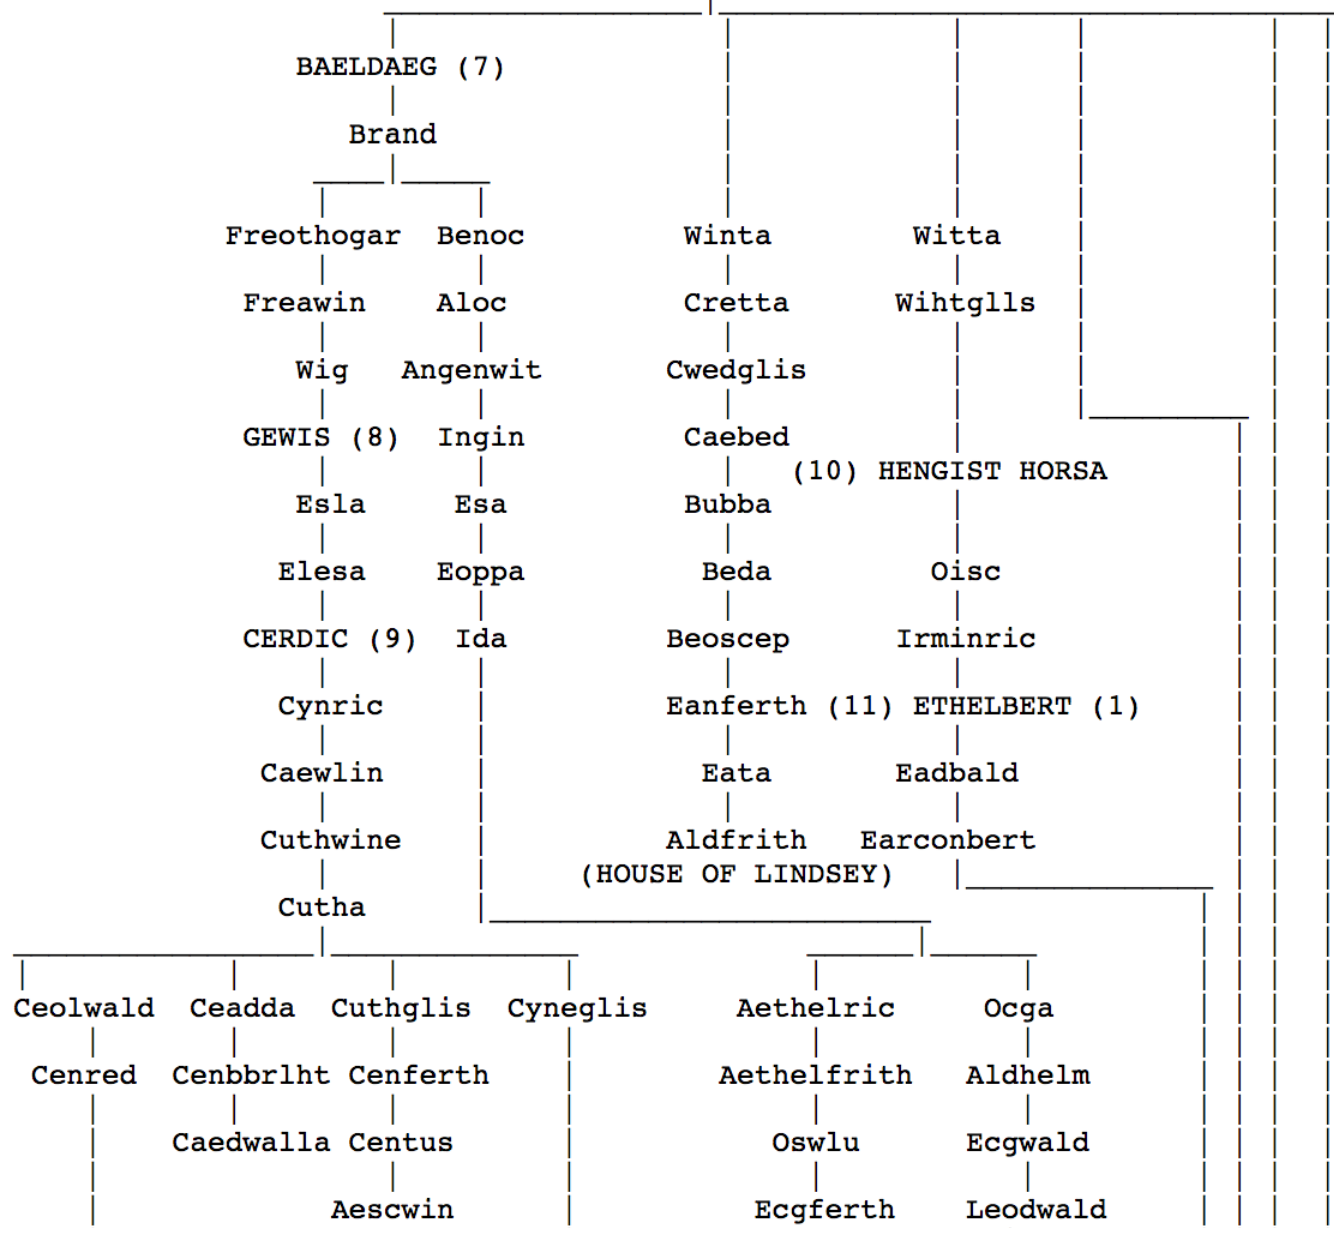 BAELDAEG (7)
Brand
Freothogar Benoc Winta Witta
Freawin Aloc Cretta Wihtglls
Wig Angenwit Cwedglis
GEWIS (8) Ingin Caebed
(10) HENGIST HORSA
Esla Esa Bubba
Elesa Eoppa Beda Oisc
CERDIC (9) Ida Beoscep Irminric
Cynric Eanferth (11) ETHELBERT (1)
Caewlin Eata Eadbald
Cuthwine Aldfrith Earconbert
(HOUSE OF LINDSEY)
Cutha
Ceolwald Ceadda Cuthglis Cyneglis Aethelric Ocga
Cenred Cenbbrlht Cenferth Aethelfrith Aldhelm
Caedwalla Centus Oswlu Ecgwald
Aescwin Ecgferth Leodwald